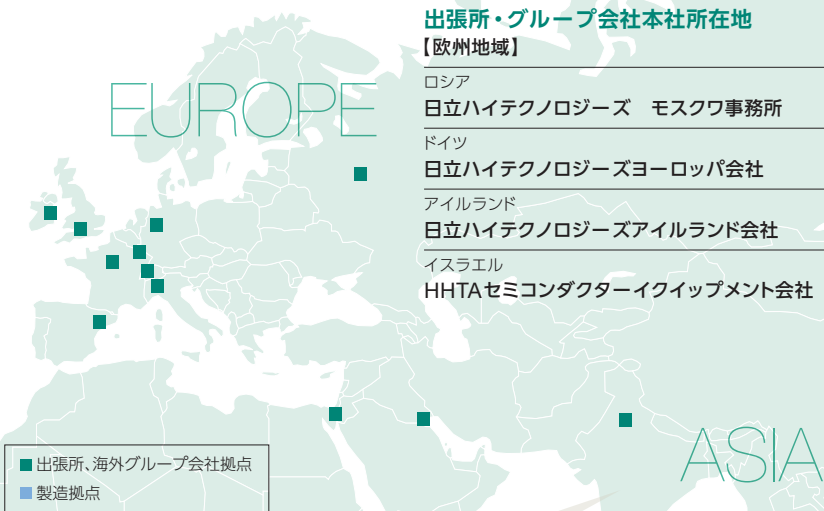 出張所・グループ会社本社所在地
【欧州地域】
ロシア
日立ハイテクノロジーズ　モスクワ事務所
ドイツ
日立ハイテクノロジーズヨーロッパ会社
アイルランド
日立ハイテクノロジーズアイルランド会社
イスラエル
HHTAセミコンダクターイクイップメント会社
EUROPE
ASIA
出張所、海外グループ会社拠点
製造拠点